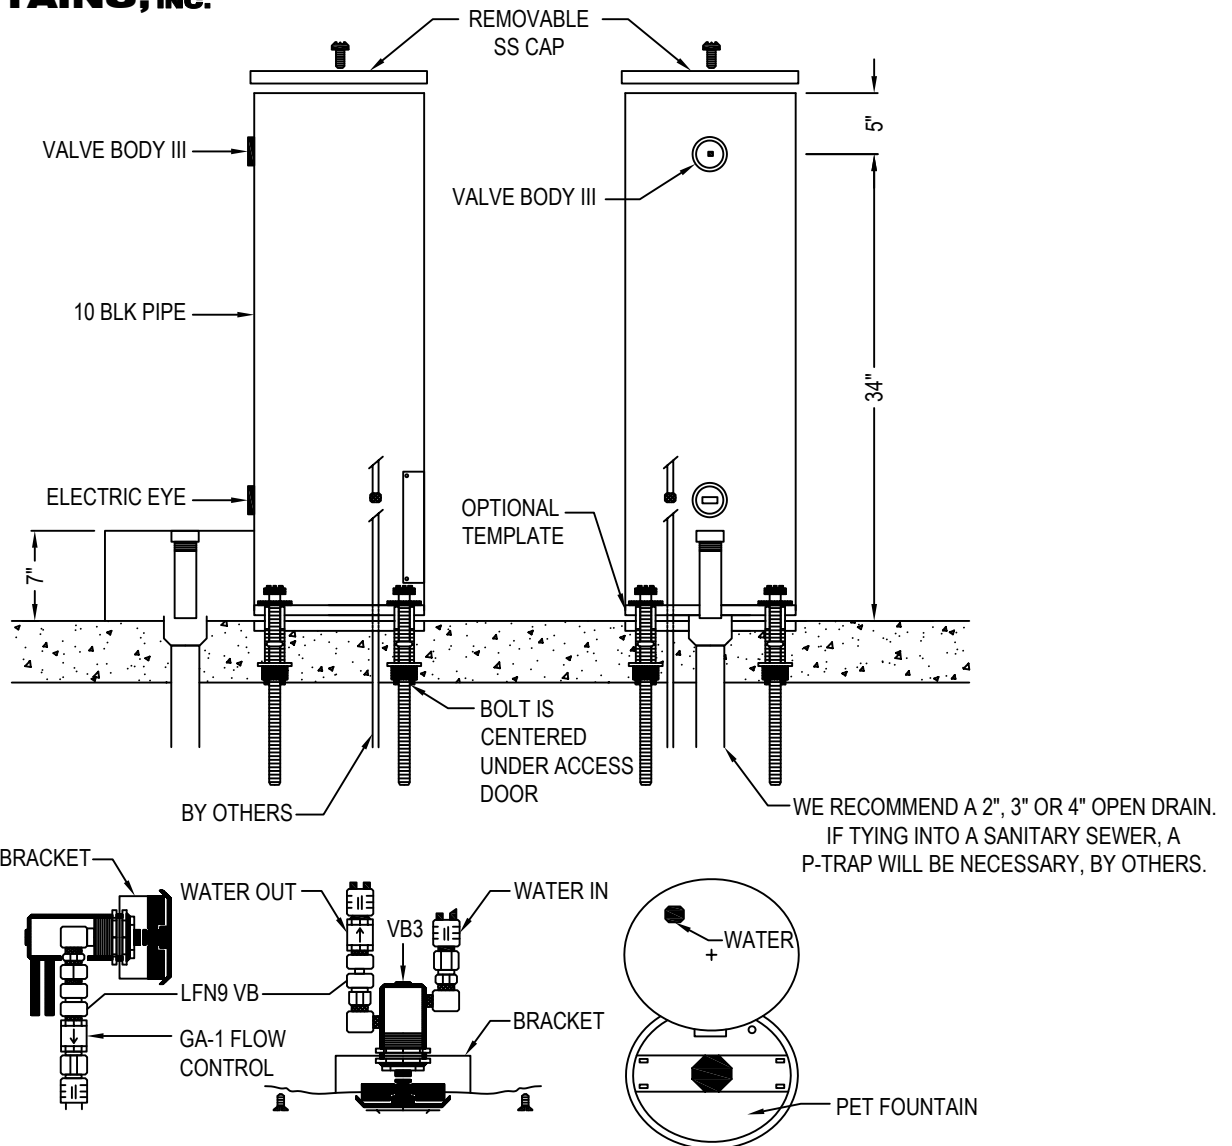 INC.
REMOVABLE
SS CAP
VALVE BODY III
VALVE BODY III
5"
10 BLK PIPE
34"
ELECTRIC EYE
OPTIONAL
TEMPLATE
7"
BOLT IS
CENTERED
UNDER ACCESS
DOOR
BY OTHERS
WE RECOMMEND A 2", 3" OR 4" OPEN DRAIN.
IF TYING INTO A SANITARY SEWER, A
P-TRAP WILL BE NECESSARY, BY OTHERS.
BRACKET
WATER OUT
WATER IN
VB3
WATER
LFN9 VB
BRACKET
GA-1 FLOW
CONTROL
PET FOUNTAIN